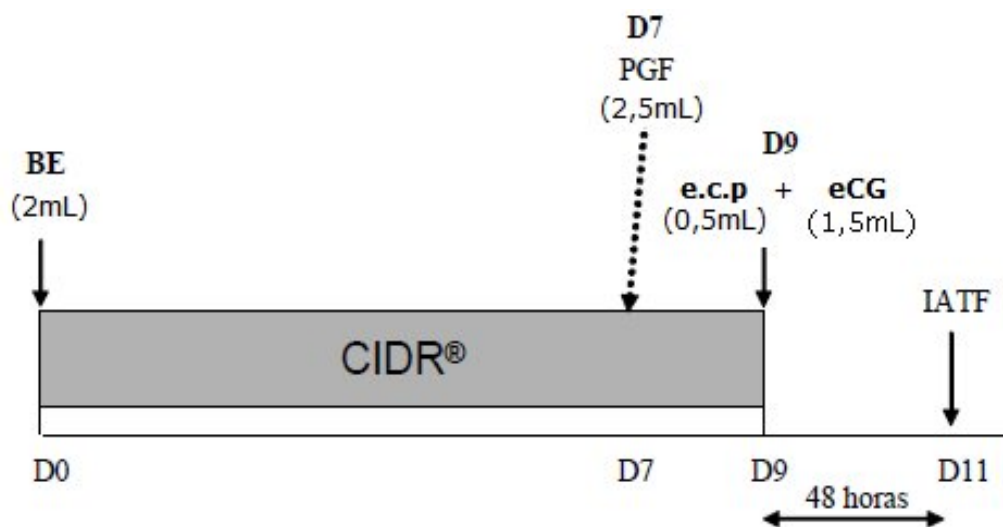 D7
PGF
(2,5mL)
D9
BE
(2mL)
e.c.p + eCG
(0,5mL) (1,5mL)
IATF
CIDR®
D0 D7 D9 D11
48 horas